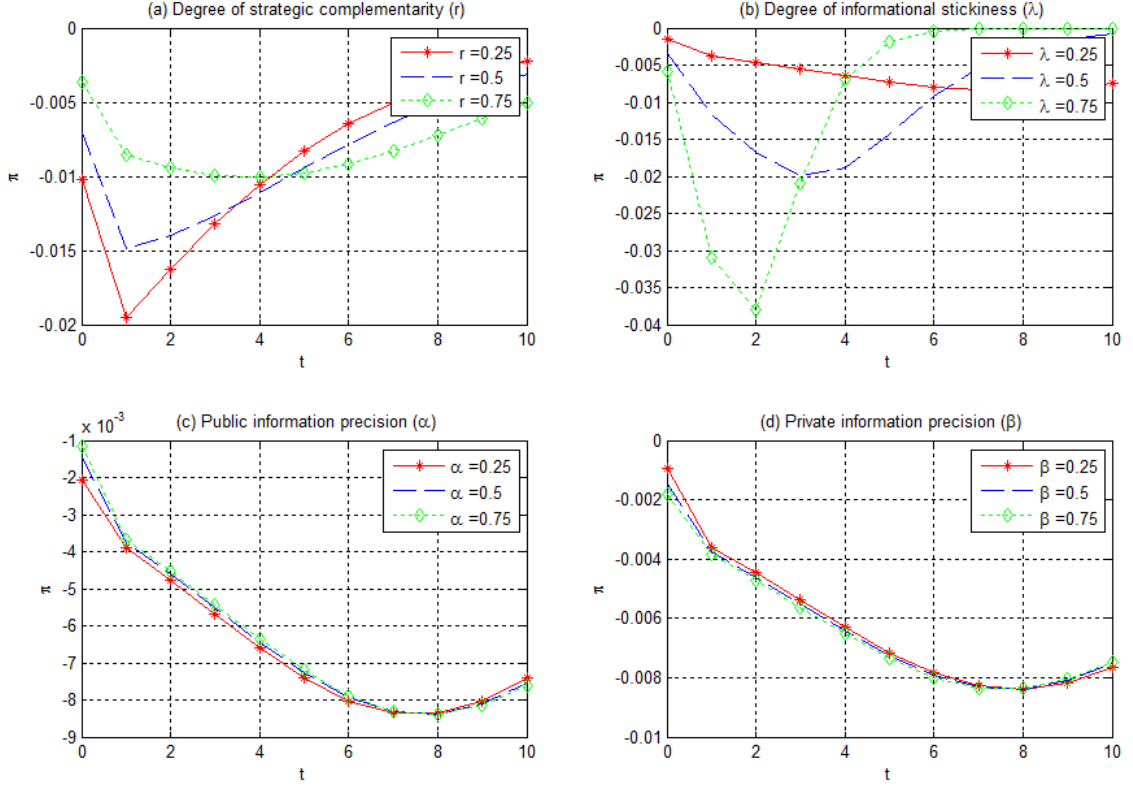 (a) Degree of strategic complementarity (r)
0
-0.005
-0.01
-0.015
-0.02
π
0 2 4 6 8 10
t
r =0.25
r =0.5
r =0.75
(b) Degree of informational stickiness (λ)
0
-0.005
-0.01
-0.015
-0.02
-0.025
-0.03
-0.035
-0.04
π
0 2 4 6 8 10
t
λ =0.25
λ =0.5
λ =0.75
(c) Public information precision (α)
x 10^-3
-1
-2
-3
-4
-5
-6
-7
-8
-9
π
0 2 4 6 8 10
t
α =0.25
α =0.5
α =0.75
(d) Private information precision (β)
0
-0.002
-0.004
-0.006
-0.008
-0.01
π
0 2 4 6 8 10
t
β =0.25
β =0.5
β =0.75